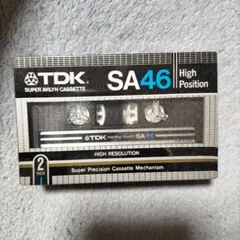 TDK
SUPER AVILYN CASSETTE
SA46
High
Position
TDK
SA46
HIGH RESOLUTION
Super Precision Cassette Mechanism
2